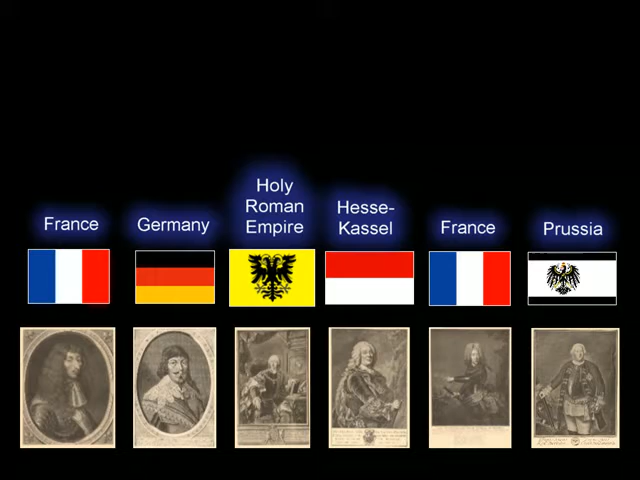 France
Germany
Holy
Roman
Empire
Hesse-
Kassel
France
Prussia